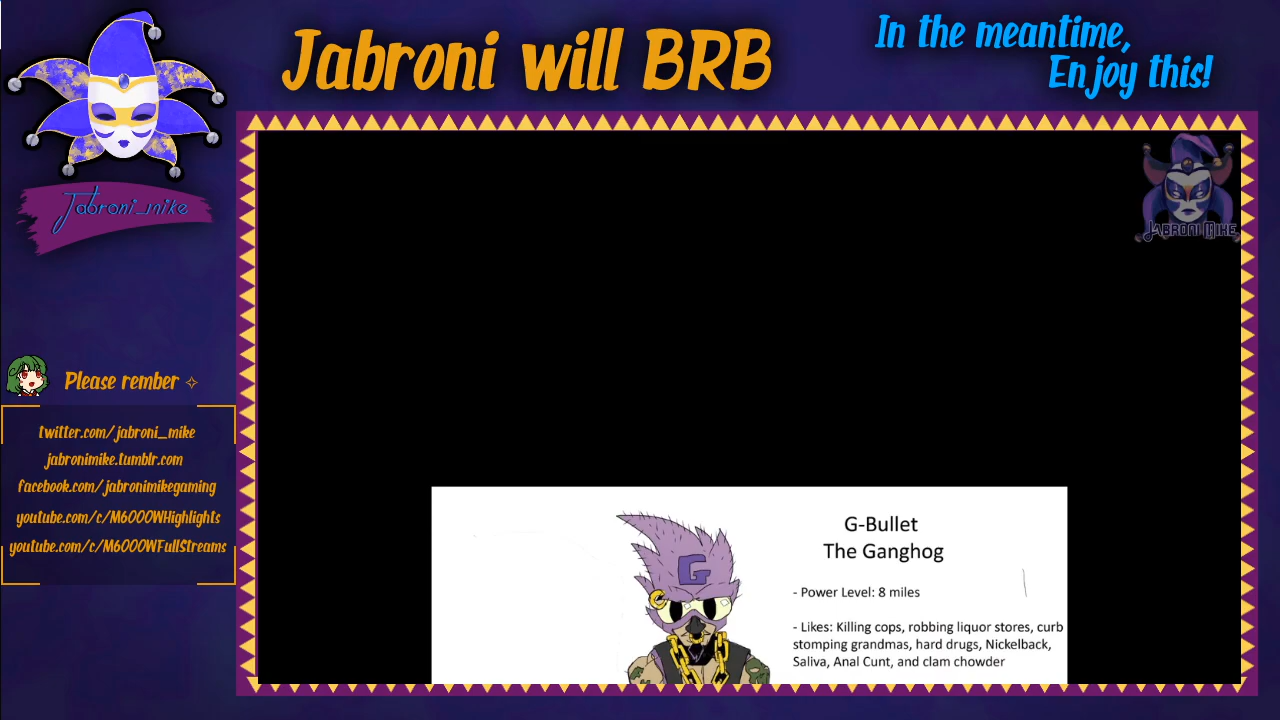 Jabroni will BRB
In the meantime,
Enjoy this!
Jabroni_mike
JABRONI MIKE
Please rember
twitter.com/jabroni_mike
jabronimike.tumblr.com
facebook.com/jabronimikegaming
youtube.com/c/M6000WHighlights
youtube.com/c/M6000WFullStreams
G
G-Bullet
The Ganghog
- Power Level: 8 miles
- Likes: Killing cops, robbing liquor stores, curb
stomping grandmas, hard drugs, Nickelback,
Saliva, Anal Cunt, and clam chowder